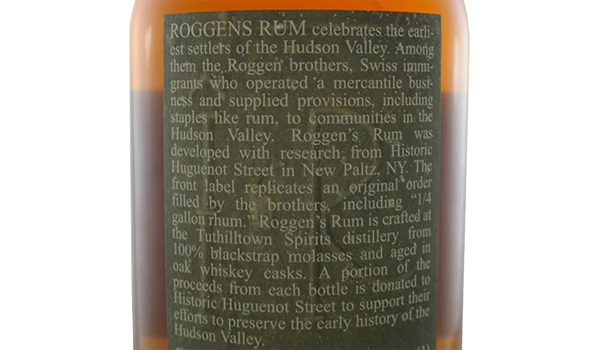 ROGGENS RUM celebrates the earli-
est settlers of the Hudson Valley. Among
them the Roggen brothers, Swiss immi-
grants who operated a mercantile busi-
ness and supplied provisions, including
staples like rum, to communities in the
Hudson Valley. Roggen's Rum was
developed with research from Historic
Huguenot Street in New Paltz, NY. The
front label replicates an original order
filled by the brothers, including "1/4
gallon rhum." Roggen's Rum is crafted at
the Tuthilltown Spirits distillery from
100% blackstrap molasses and aged in
oak whiskey casks. A portion of the
proceeds from each bottle is donated to
Historic Huguenot Street to support their
efforts to preserve the early history of the
Hudson Valley.